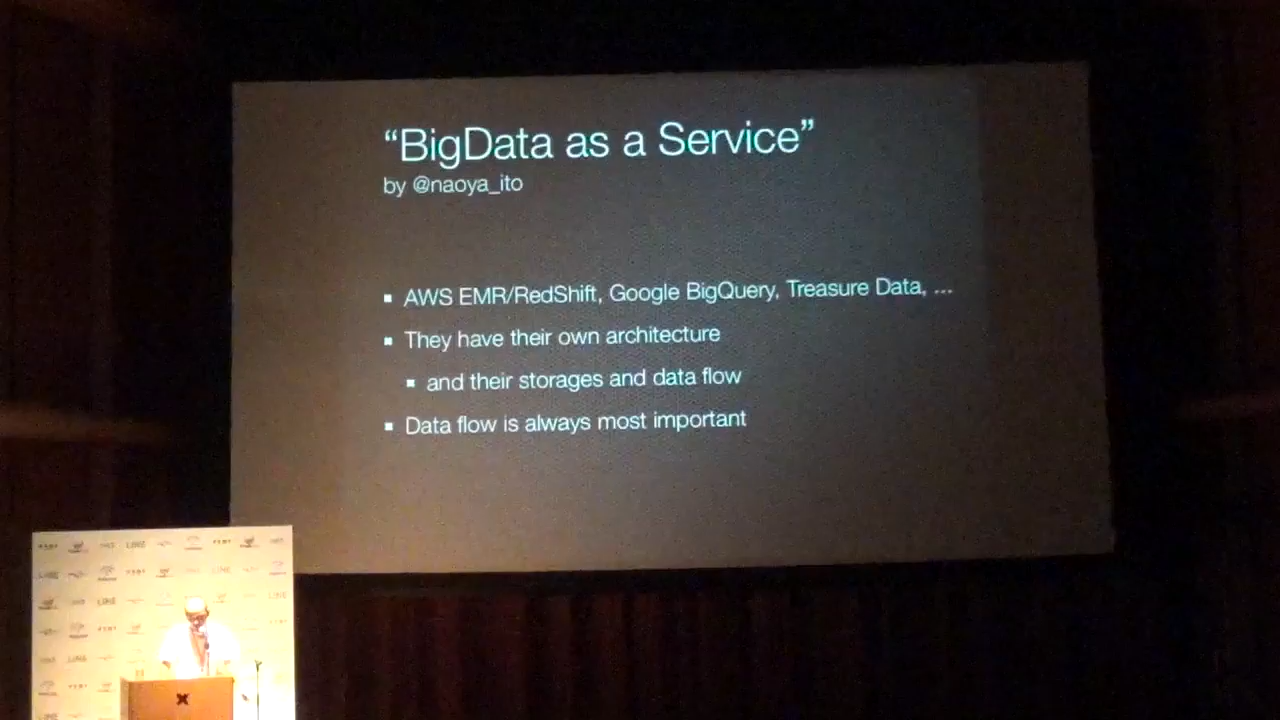 “BigData as a Service”
by @naoya_ito
▪ AWS EMR/RedShift, Google BigQuery, Treasure Data, ...
▪ They have their own architecture
▪ and their storages and data flow
▪ Data flow is always most important